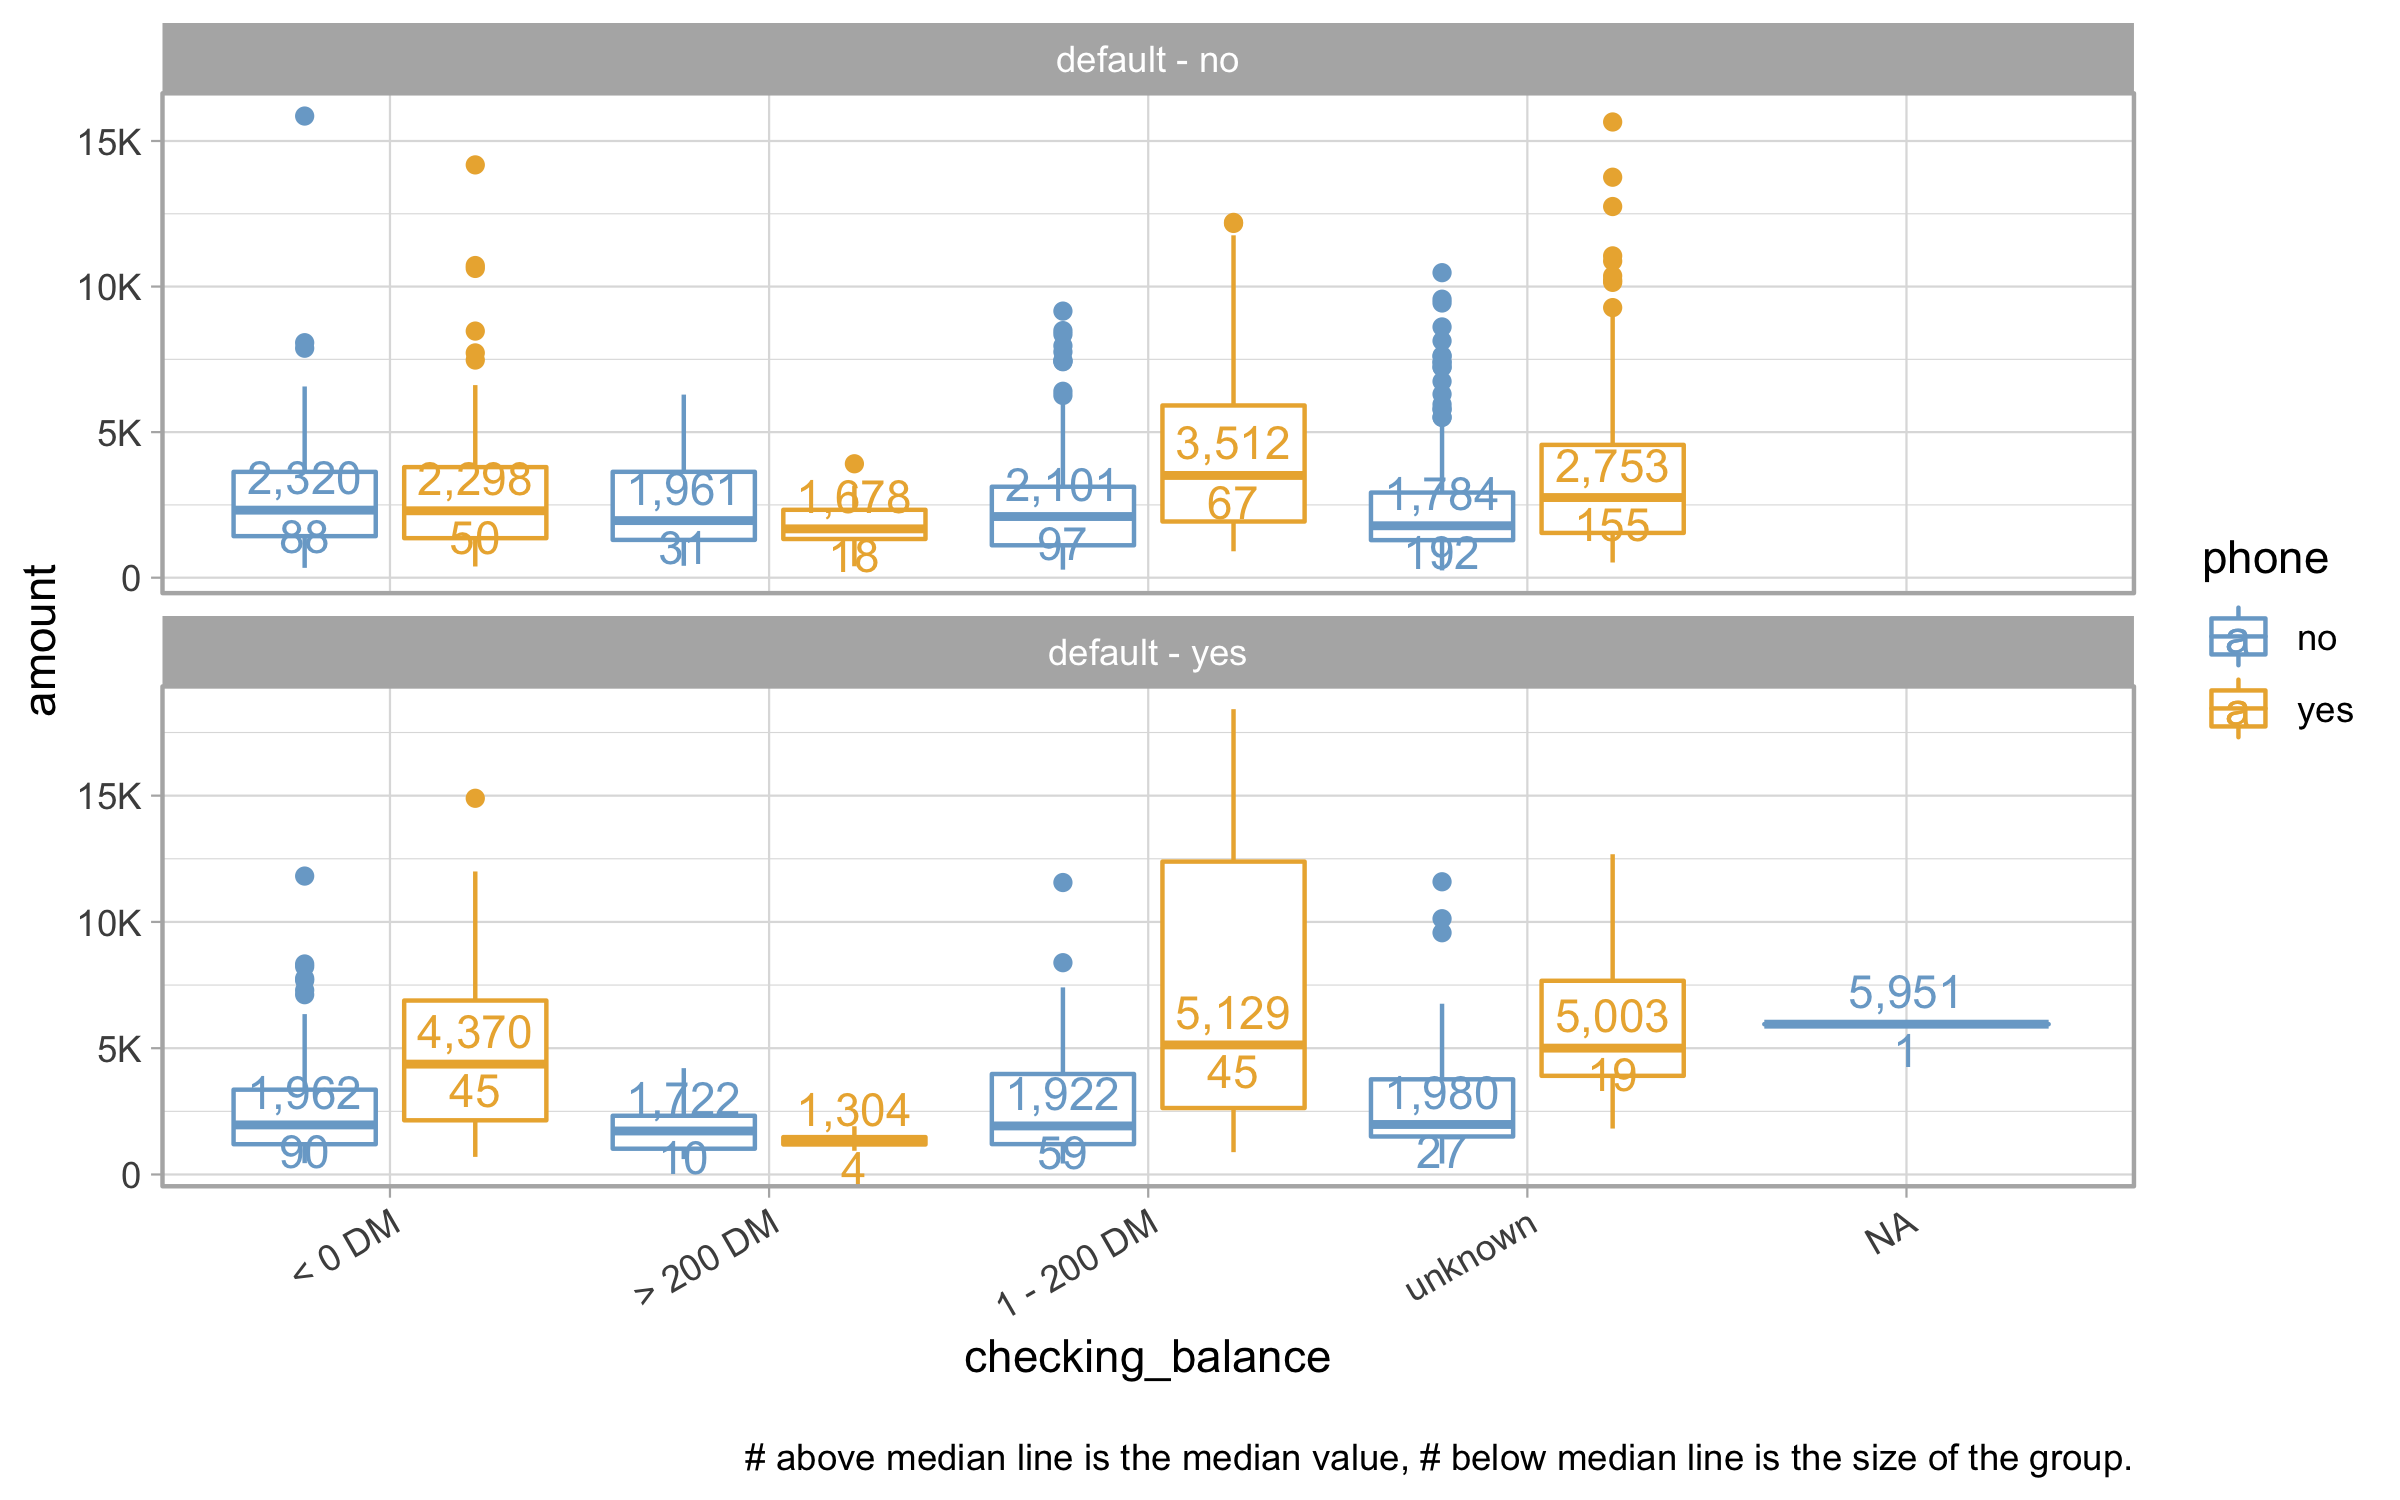 default - no
15K
10K
5K
0
2,320
88
2,298
50
1,961
31
1,678
18
2,101
97
3,512
67
1,784
192
2,753
155
default - yes
15K
10K
5K
0
1,962
90
4,370
45
1,722
10
1,304
4
1,922
59
5,129
45
1,980
27
5,003
19
5,951
1
amount
< 0 DM
> 200 DM
1 - 200 DM
unknown
NA
checking_balance
phone
a no
a yes
# above median line is the median value, # below median line is the size of the group.